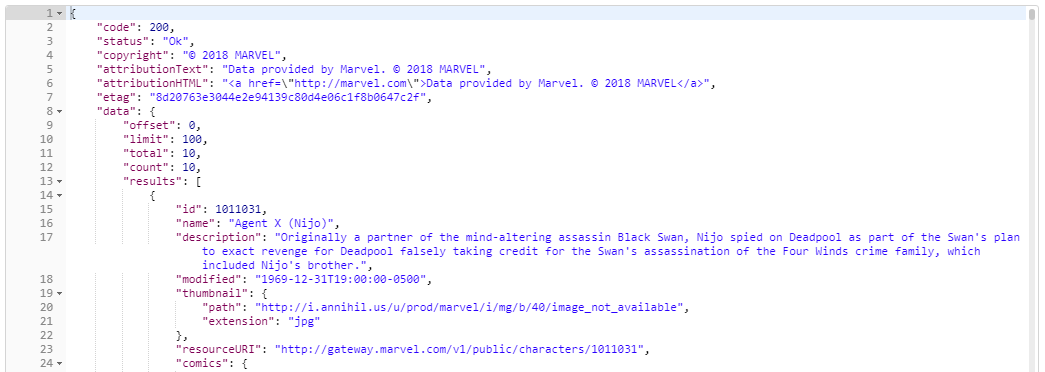 1 {
2 "code": 200,
3 "status": "Ok",
4 "copyright": "© 2018 MARVEL",
5 "attributionText": "Data provided by Marvel. © 2018 MARVEL",
6 "attributionHTML": "<a href=\"http://marvel.com\">Data provided by Marvel. © 2018 MARVEL</a>",
7 "etag": "8d20763e3044e2e94139c80d4e06c1f8b0647c2f",
8 "data": {
9 "offset": 0,
10 "limit": 100,
11 "total": 10,
12 "count": 10,
13 "results": [
14 {
15 "id": 1011031,
16 "name": "Agent X (Nijo)",
17 "description": "Originally a partner of the mind-altering assassin Black Swan, Nijo spied on Deadpool as part of the Swan's plan
to exact revenge for Deadpool falsely taking credit for the Swan's assassination of the Four Winds crime family, which
included Nijo's brother.",
18 "modified": "1969-12-31T19:00:00-0500",
19 "thumbnail": {
20 "path": "http://i.annihil.us/u/prod/marvel/i/mg/b/40/image_not_available",
21 "extension": "jpg"
22 },
23 "resourceURI": "http://gateway.marvel.com/v1/public/characters/1011031",
24 "comics": {